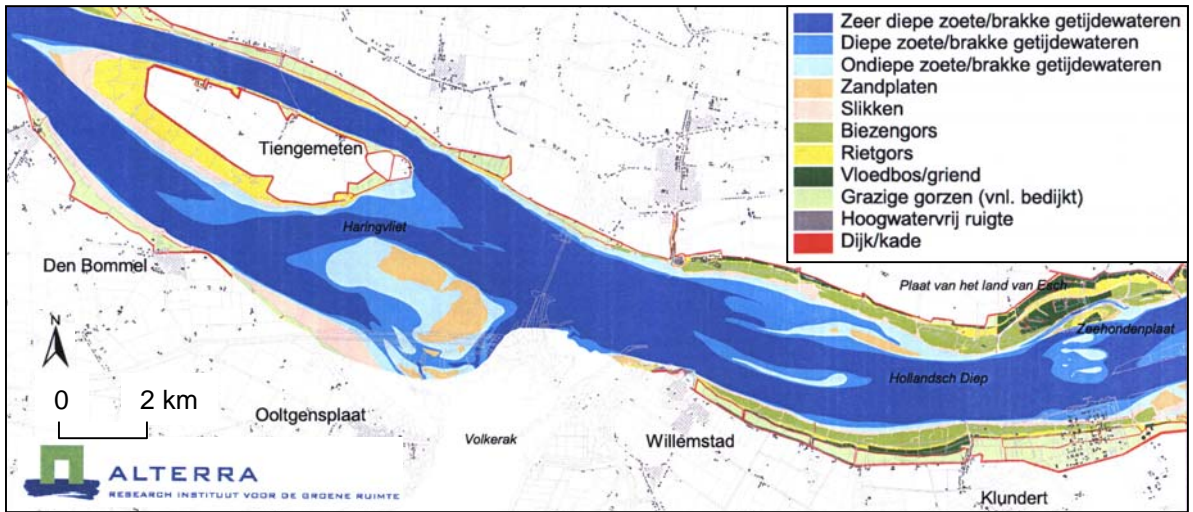 Zeer diepe zoete/brakke getijdewateren
Diepe zoete/brakke getijdewateren
Ondiepe zoete/brakke getijdewateren
Zandplaten
Slikken
Biezengors
Rietgors
Vloedbos/griend
Grazige gorzen (vnl. bedijkt)
Hoogwatervrij ruigte
Dijk/kade
Tiengemeten
Haringvliet
Den Bommel
Plaat van het land van Esch
Zeehondenplaat
N
Hollandsch Diep
0 2 km
Ooltgensplaat
Volkerak
Willemstad
Klundert
ALTERRA
RESEARCH INSTITUUT VOOR DE GROENE RUIMTE